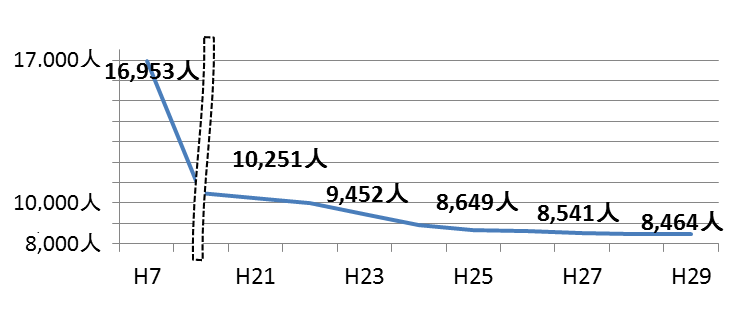 17,000人
16,953人
10,251人
9,452人
8,649人
8,541人
8,464人
10,000人
8,000人
H7
H21
H23
H25
H27
H29